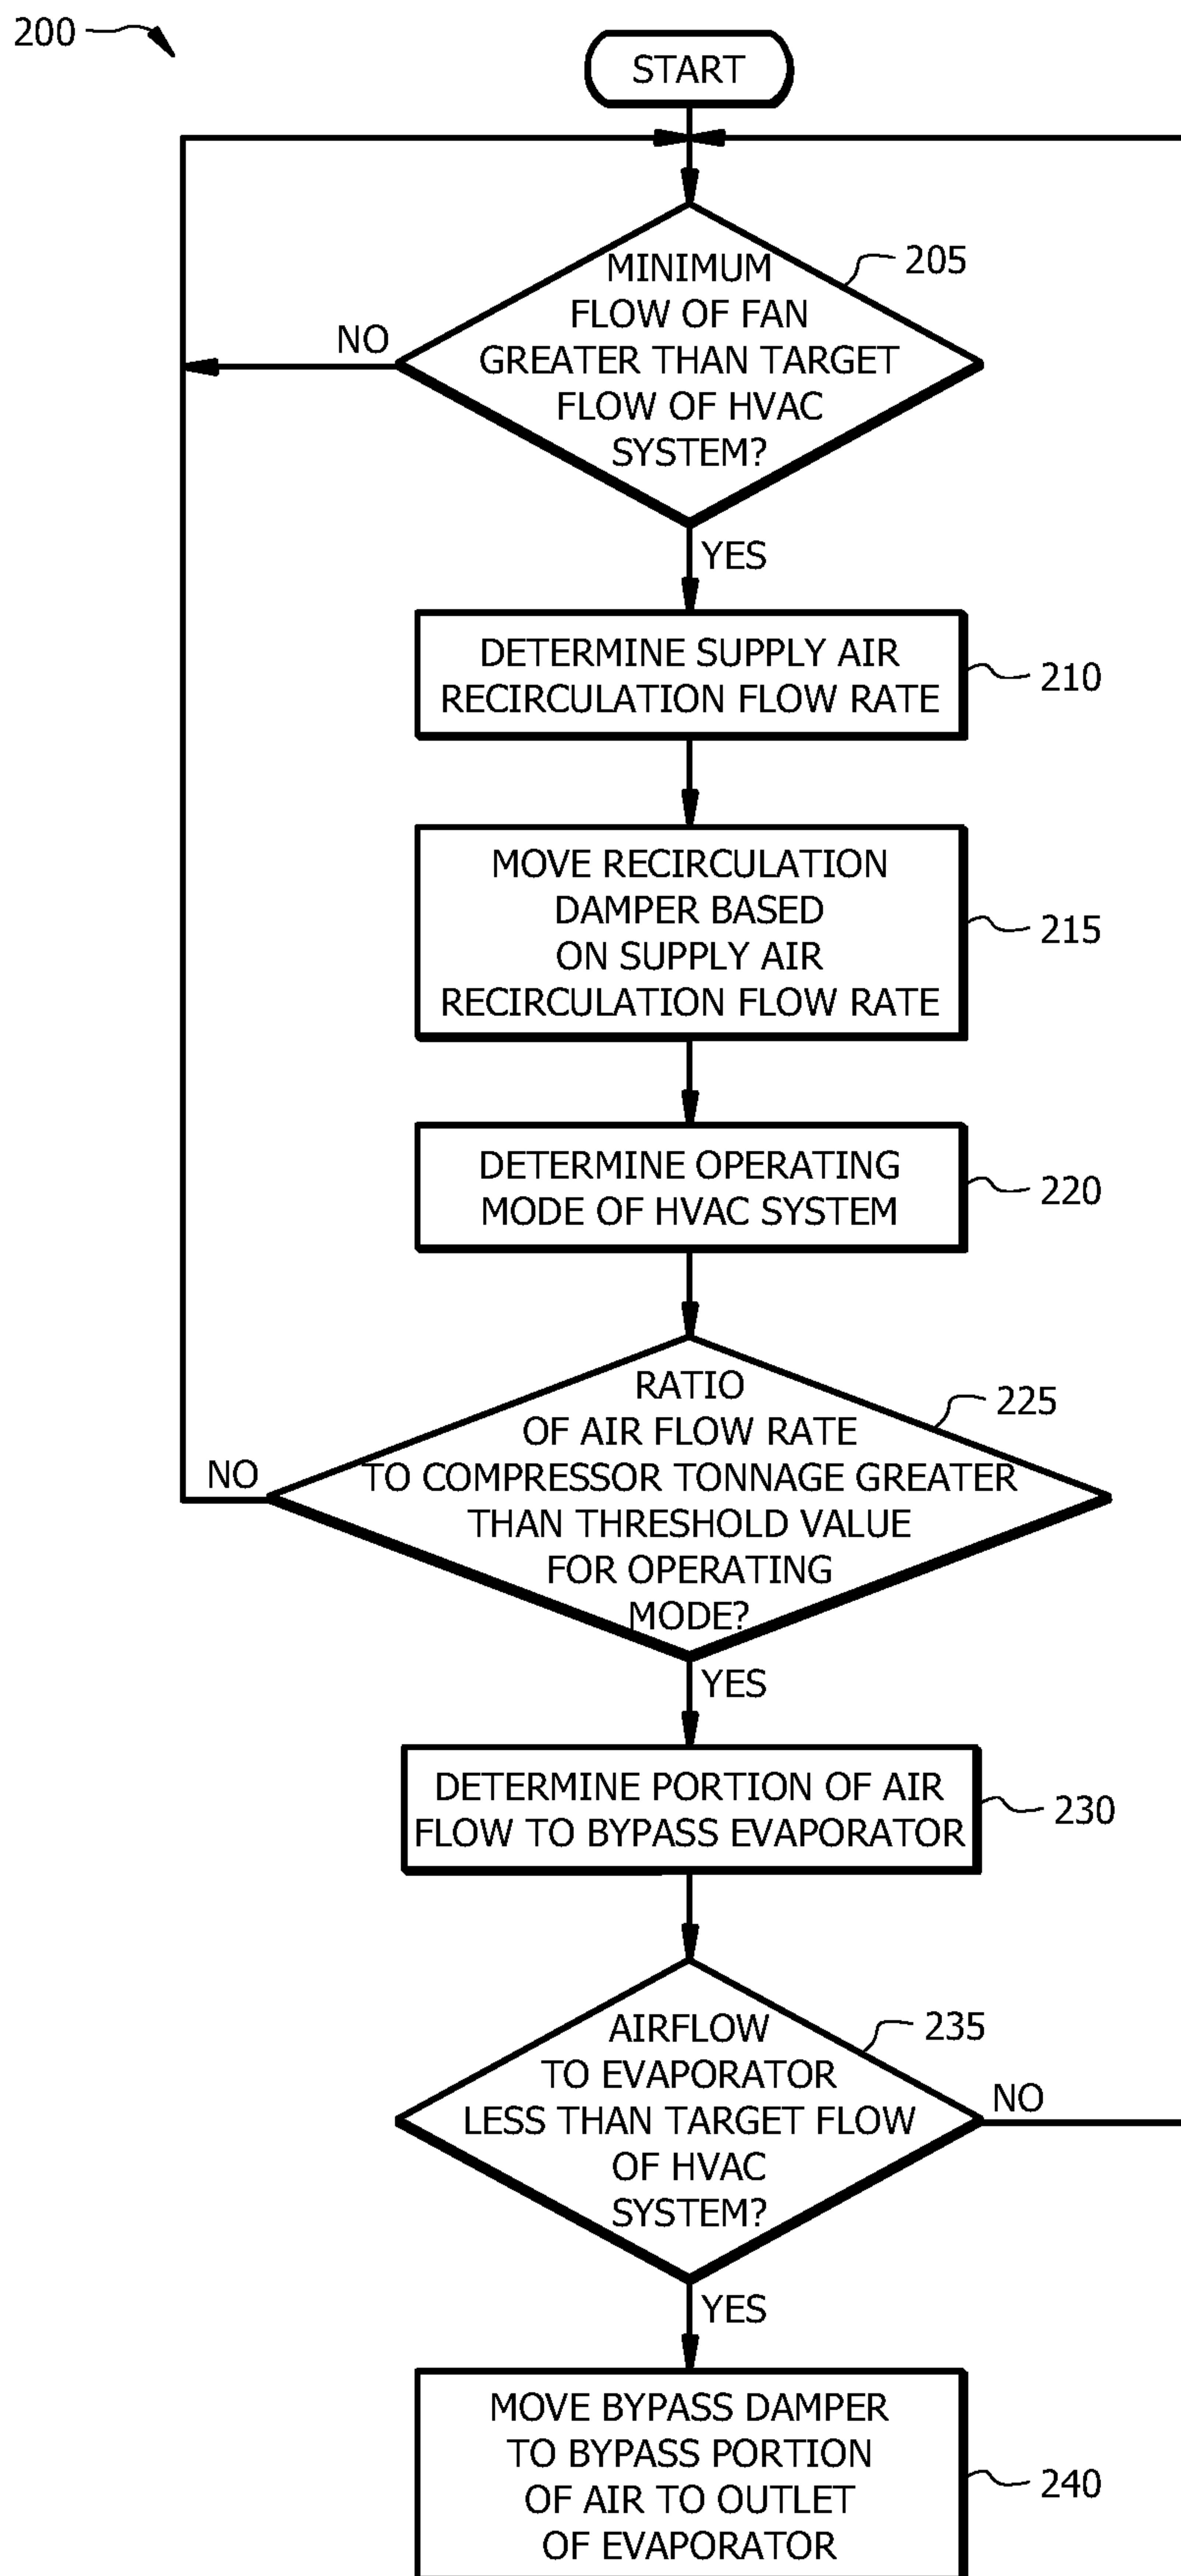 200
START
MINIMUM
FLOW OF FAN
GREATER THAN TARGET
FLOW OF HVAC
SYSTEM?
205
NO
YES
DETERMINE SUPPLY AIR
RECIRCULATION FLOW RATE
210
MOVE RECIRCULATION
DAMPER BASED
ON SUPPLY AIR
RECIRCULATION FLOW RATE
215
DETERMINE OPERATING
MODE OF HVAC SYSTEM
220
RATIO
OF AIR FLOW RATE
TO COMPRESSOR TONNAGE GREATER
THAN THRESHOLD VALUE
FOR OPERATING
MODE?
225
NO
YES
DETERMINE PORTION OF AIR
FLOW TO BYPASS EVAPORATOR
230
AIRFLOW
TO EVAPORATOR
LESS THAN TARGET FLOW
OF HVAC
SYSTEM?
235
NO
YES
MOVE BYPASS DAMPER
TO BYPASS PORTION
OF AIR TO OUTLET
OF EVAPORATOR
240